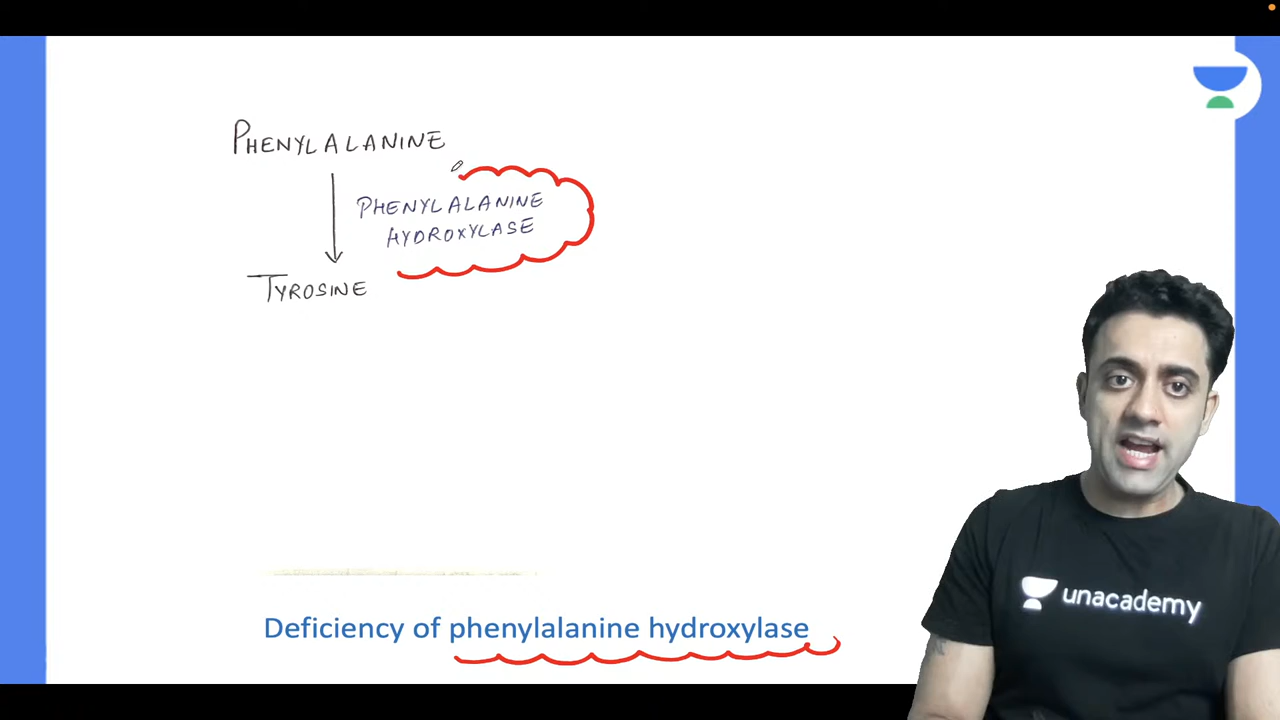 PHENYLALANINE
PHENYLALANINE
HYDROXYLASE
TYROSINE
unacademy
Deficiency of phenylalanine hydroxylase